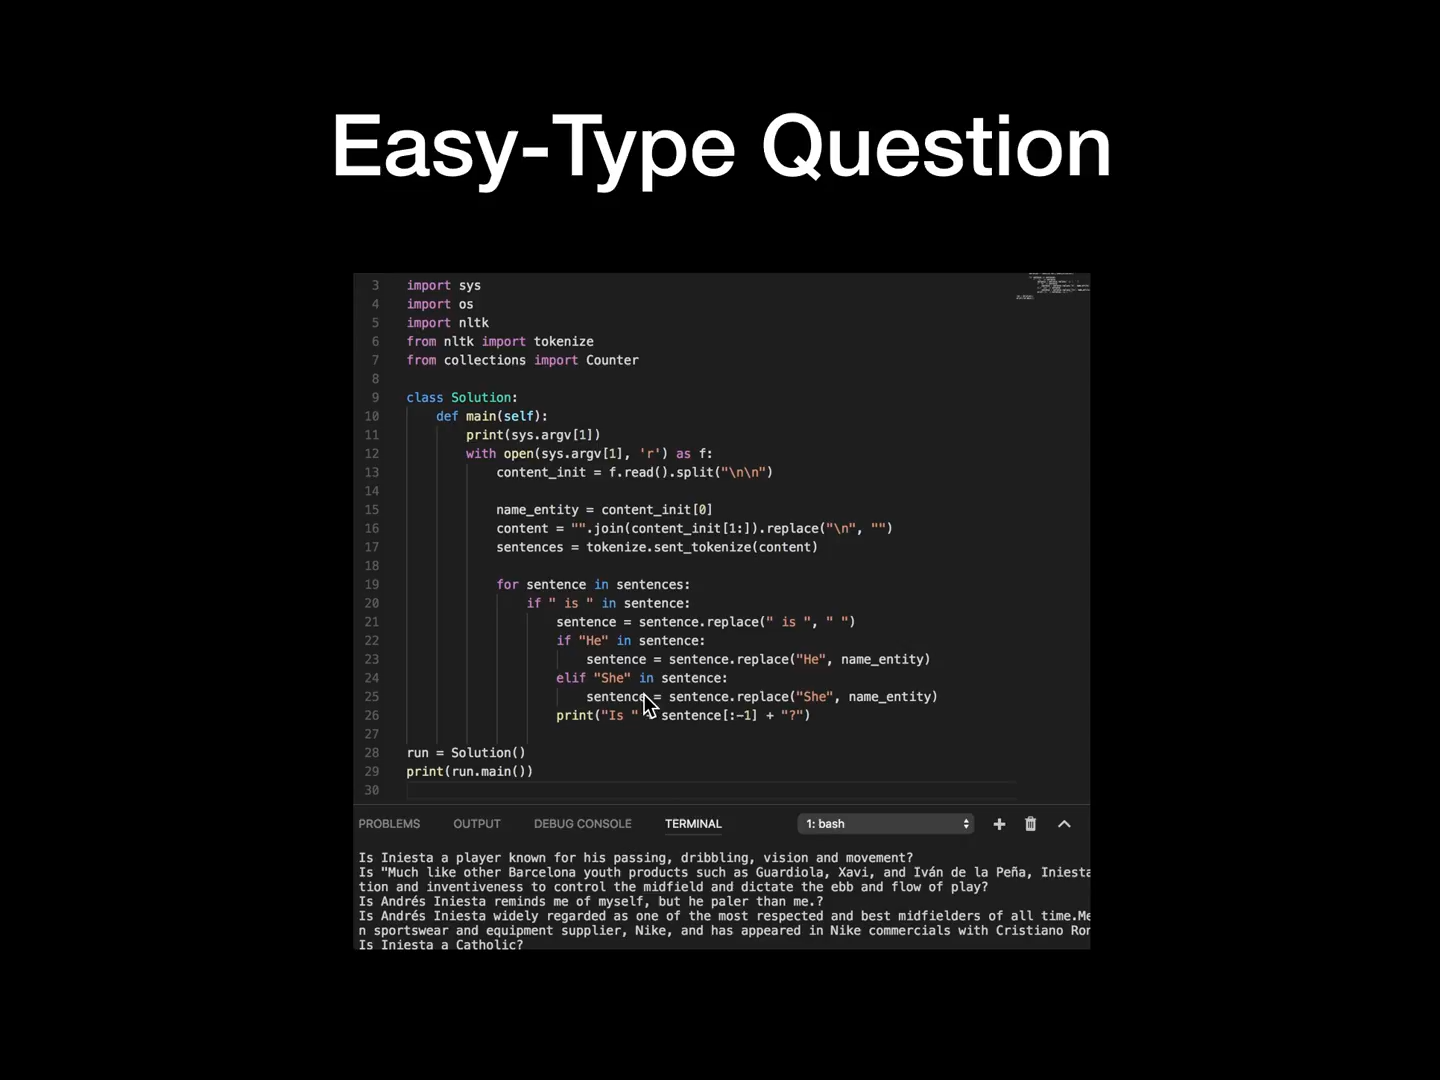 Easy-Type Question
3 import sys
4 import os
5 import nltk
6 from nltk import tokenize
7 from collections import Counter
8
9 class Solution:
10 def main(self):
11 print(sys.argv[1])
12 with open(sys.argv[1], 'r') as f:
13 content_init = f.read().split("\n\n")
14
15 name_entity = content_init[0]
16 content = "".join(content_init[1:]).replace("\n", "")
17 sentences = tokenize.sent_tokenize(content)
18
19 for sentence in sentences:
20 if " is " in sentence:
21 sentence = sentence.replace(" is ", " ")
22 if "He" in sentence:
23 sentence = sentence.replace("He", name_entity)
24 elif "She" in sentence:
25 sentence = sentence.replace("She", name_entity)
26 print("Is " sentence[:-1] + "?")
27
28 run = Solution()
29 print(run.main())
30
PROBLEMS OUTPUT DEBUG CONSOLE TERMINAL 1: bash
Is Iniesta a player known for his passing, dribbling, vision and movement?
Is "Much like other Barcelona youth products such as Guardiola, Xavi, and Iván de la Peña, Iniesta
tion and inventiveness to control the midfield and dictate the ebb and flow of play?
Is Andrés Iniesta reminds me of myself, but he paler than me.?
Is Andrés Iniesta widely regarded as one of the most respected and best midfielders of all time.Me
n sportswear and equipment supplier, Nike, and has appeared in Nike commercials with Cristiano Ron
Is Iniesta a Catholic?